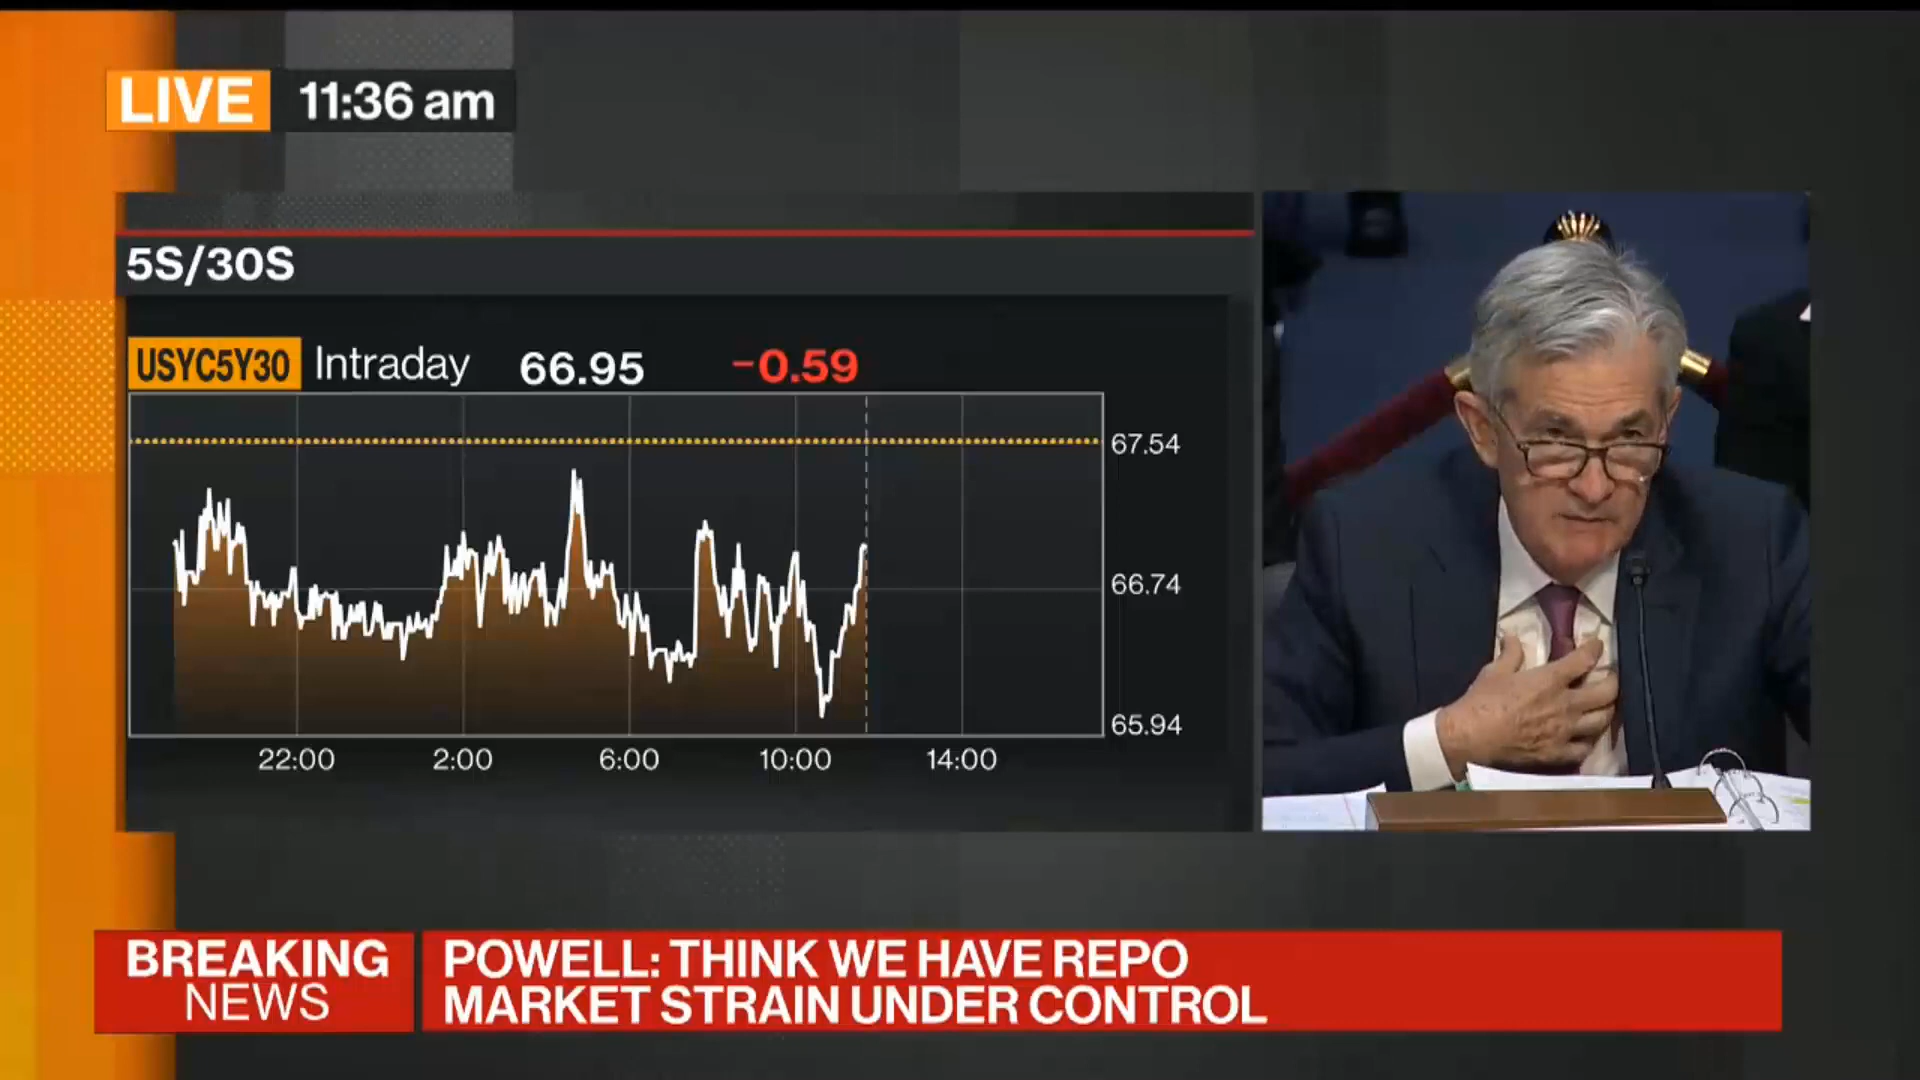 LIVE 11:36 am
5S/30S
USYC5Y30 Intraday 66.95 -0.59
67.54
66.74
65.94
22:00 2:00 6:00 10:00 14:00
BREAKING
NEWS
POWELL: THINK WE HAVE REPO
MARKET STRAIN UNDER CONTROL